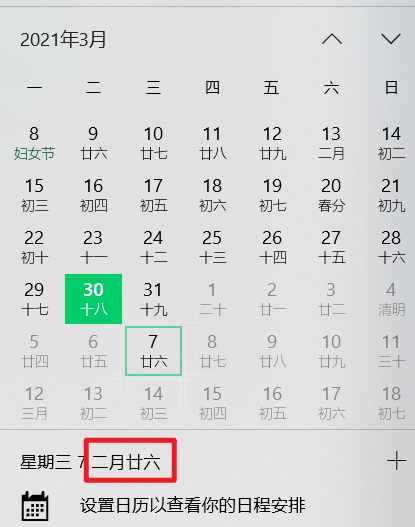 2021年3月
一 二 三 四 五 六 日
8 9 10 11 12 13 14
妇女节 廿六 廿七 廿八 廿九 二月 初二
15 16 17 18 19 20 21
初三 初四 初五 初六 初七 春分 初九
22 23 24 25 26 27 28
初十 十一 十二 十三 十四 十五 十六
29 30 31 1 2 3 4
十七 十八 十九 二十 廿一 廿二 清明
5 6 7 8 9 10 11
廿四 廿五 廿六 廿七 廿八 廿九 三十
12 13 14 15 16 17 18
三月 初二 初三 初四 初五 初六 初七
星期三 7 二月廿六
设置日历以查看你的日程安排